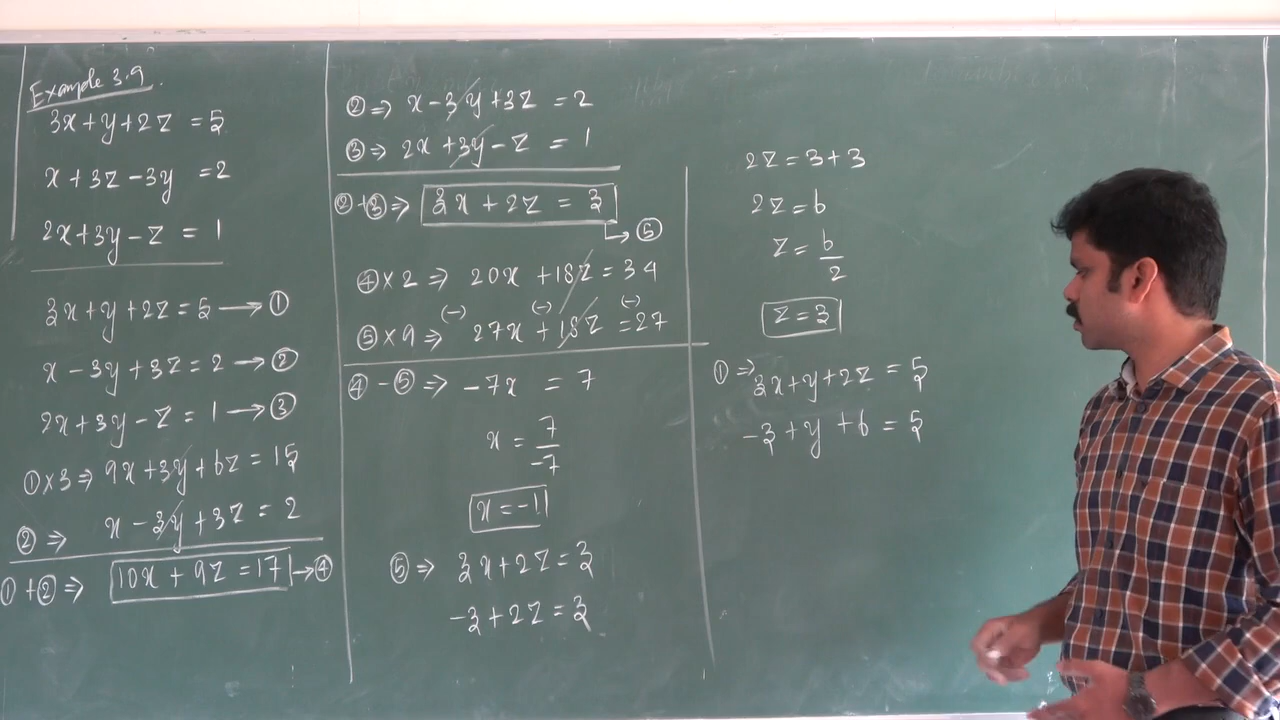 Example 3.9
3x+y+2z = 5
x+3z-3y = 2
2x+3y-z = 1
3x+y+2z = 5 → ①
x-3y+3z = 2 → ②
2x+3y-z = 1 → ③
①×3 ⇒ 9x+3y+6z = 15
② ⇒ x-3y+3z = 2
①+② ⇒ 10x+9z = 17 → ④
② ⇒ x-3y+3z = 2
③ ⇒ 2x+3y-z = 1
②+③ ⇒ 3x+2z = 3
→ ⑤
④×2 ⇒ 20x+18z = 34
(-) (-) (-)
⑤×9 ⇒ 27x+18z = 27
④-⑤ ⇒ -7x = 7
x = 7/-7
x = -1
⑤ ⇒ 3x+2z = 3
-3+2z = 3
2z = 3+3
2z = 6
z = 6/2
z = 3
① ⇒ 3x+y+2z = 5
-3+y+6 = 5